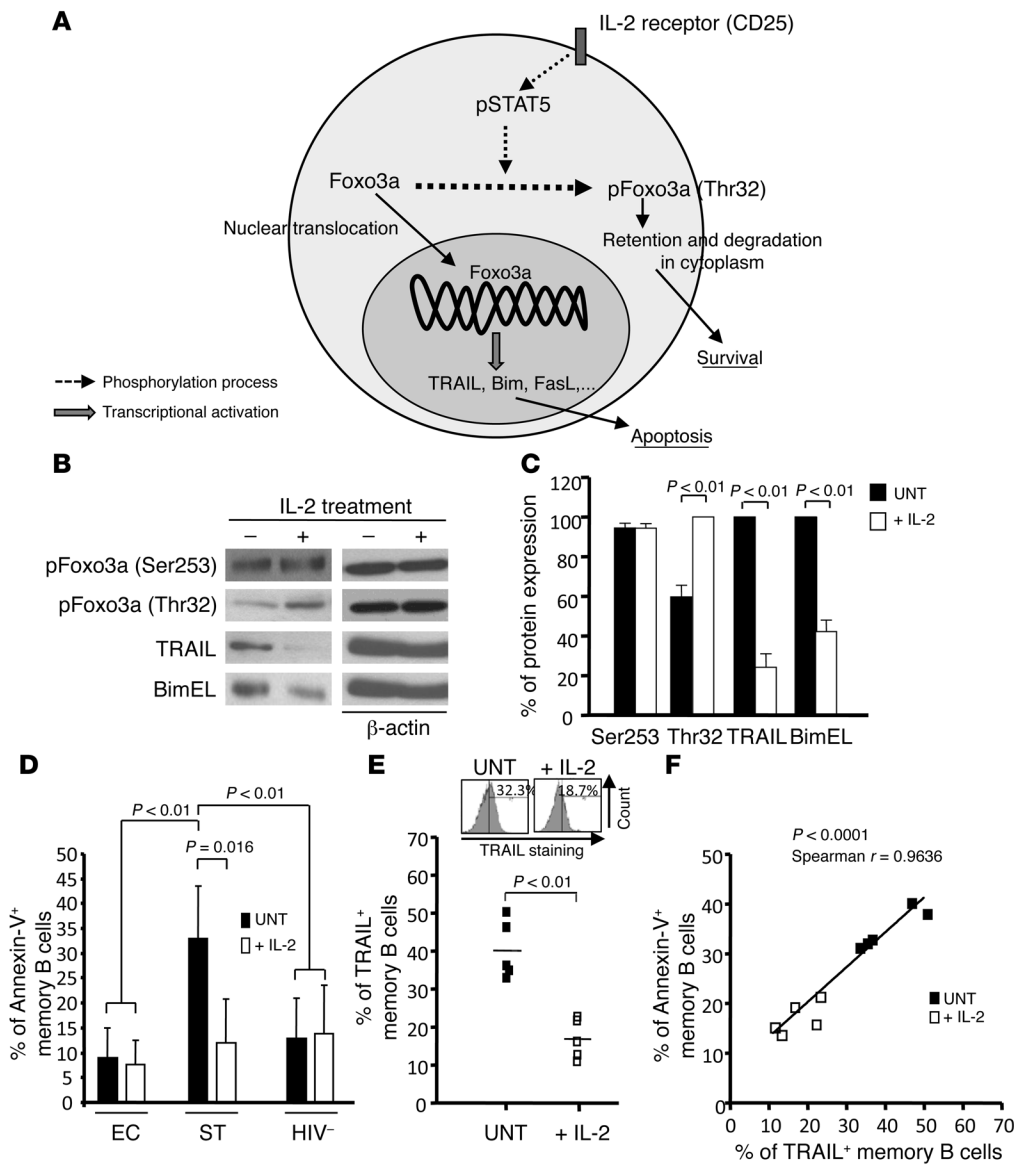 A
IL-2 receptor (CD25)
pSTAT5
Foxo3a
pFoxo3a (Thr32)
Nuclear translocation
Retention and degradation
in cytoplasm
Foxo3a
Survival
TRAIL, Bim, FasL,...
Phosphorylation process
Transcriptional activation
Apoptosis
B
IL-2 treatment
– + – +
pFoxo3a (Ser253)
pFoxo3a (Thr32)
TRAIL
BimEL
β-actin
C
% of protein expression
120
100
80
60
40
20
0
P < 0.01 P < 0.01 P < 0.01
UNT
+ IL-2
Ser253 Thr32 TRAIL BimEL
D
% of Annexin-V⁺
memory B cells
50
45
40
35
30
25
20
15
10
5
0
P < 0.01
P < 0.01
P = 0.016
UNT
+ IL-2
EC ST HIV⁻
E
UNT + IL-2
32.3% 18.7%
Count
TRAIL staining
% of TRAIL⁺
memory B cells
70
60
50
40
30
20
10
0
P < 0.01
UNT + IL-2
F
P < 0.0001
Spearman r = 0.9636
% of Annexin-V⁺
memory B cells
50
40
30
20
10
0
UNT
+ IL-2
0 10 20 30 40 50 60 70
% of TRAIL⁺ memory B cells